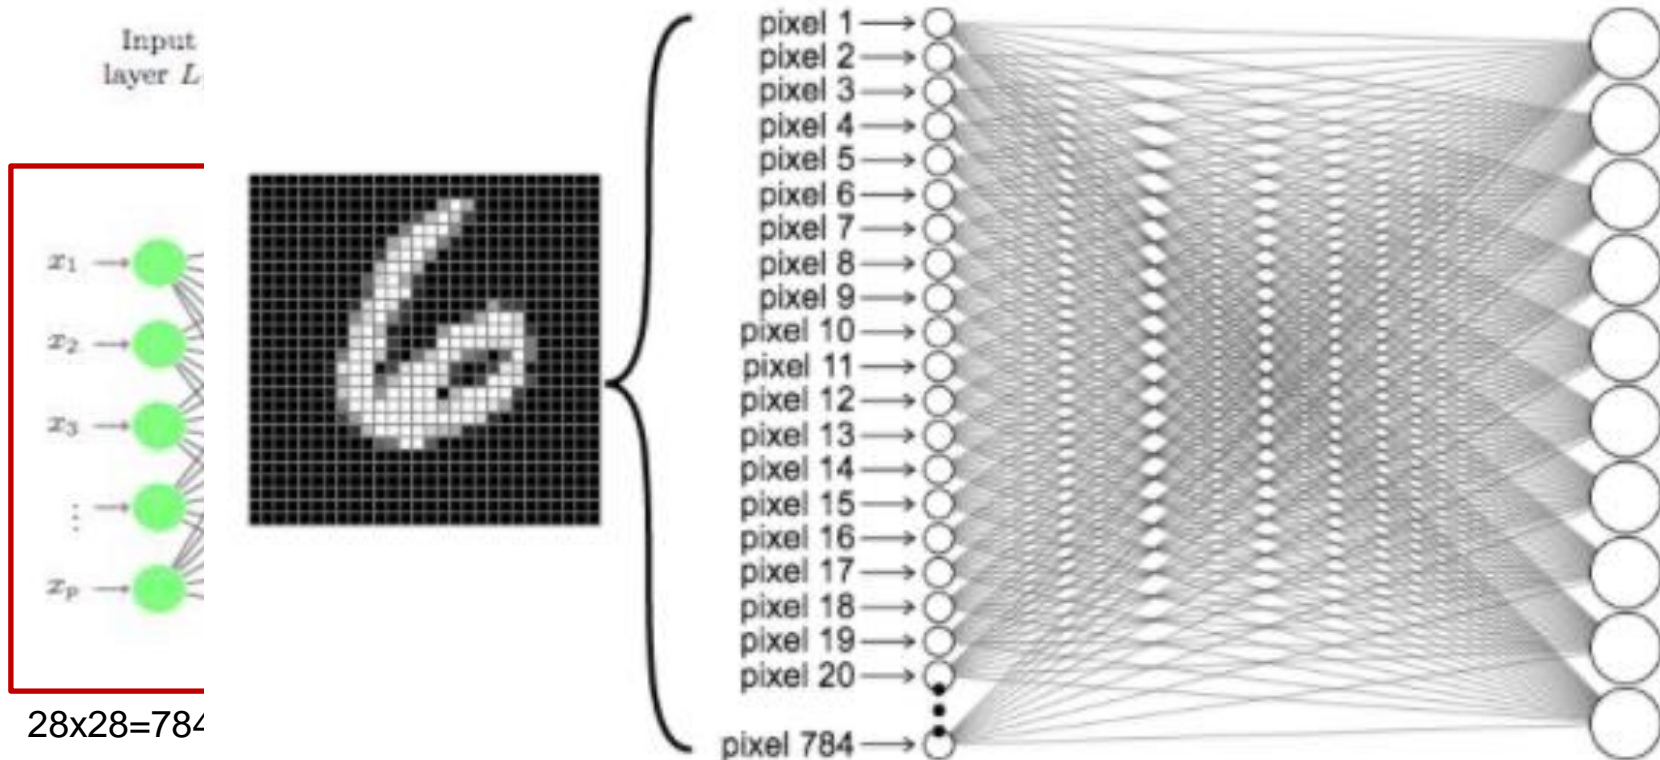 Input
layer L
x₁
x₂
x₃
⋮
xₚ
28x28=784
pixel 1
pixel 2
pixel 3
pixel 4
pixel 5
pixel 6
pixel 7
pixel 8
pixel 9
pixel 10
pixel 11
pixel 12
pixel 13
pixel 14
pixel 15
pixel 16
pixel 17
pixel 18
pixel 19
pixel 20
pixel 784